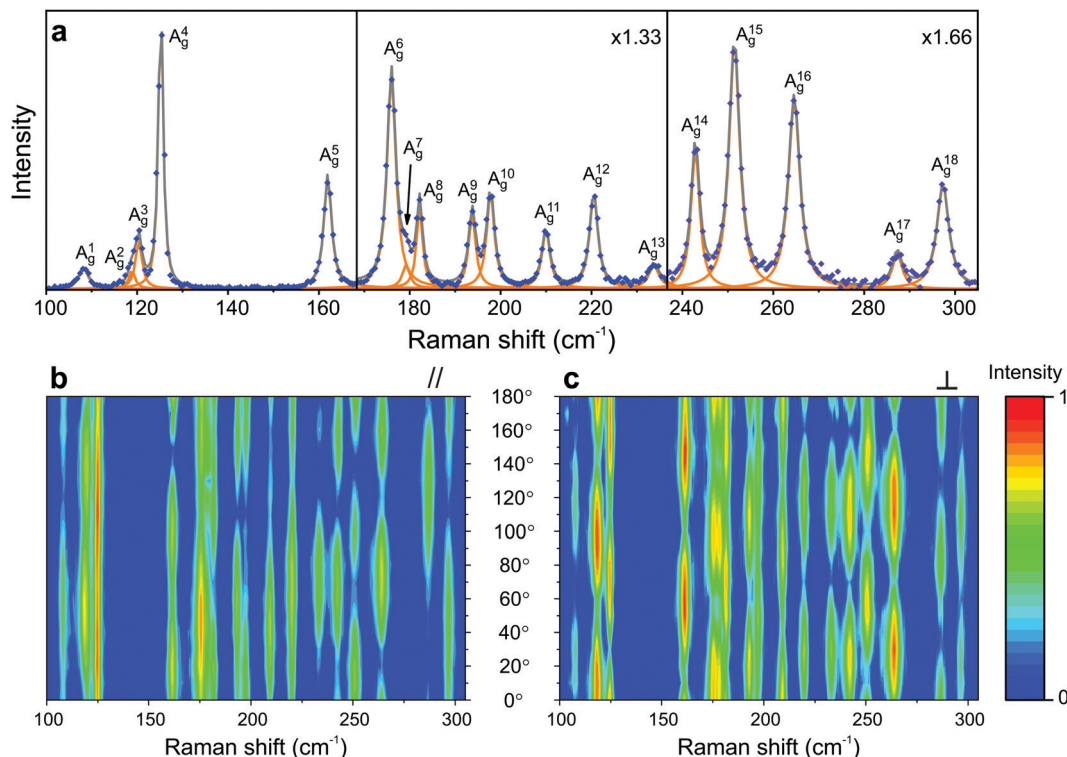 a
x1.33
x1.66
A_g^1
A_g^2
A_g^3
A_g^4
A_g^5
A_g^6
A_g^7
A_g^8
A_g^9
A_g^10
A_g^11
A_g^12
A_g^13
A_g^14
A_g^15
A_g^16
A_g^17
A_g^18
Intensity
100 120 140 160 180 200 220 240 260 280 300
Raman shift (cm⁻¹)
b //
c ⊥
Intensity
180°
160°
140°
120°
100°
80°
60°
40°
20°
0°
1
0
100 150 200 250 300
100 150 200 250 300
Raman shift (cm⁻¹)
Raman shift (cm⁻¹)